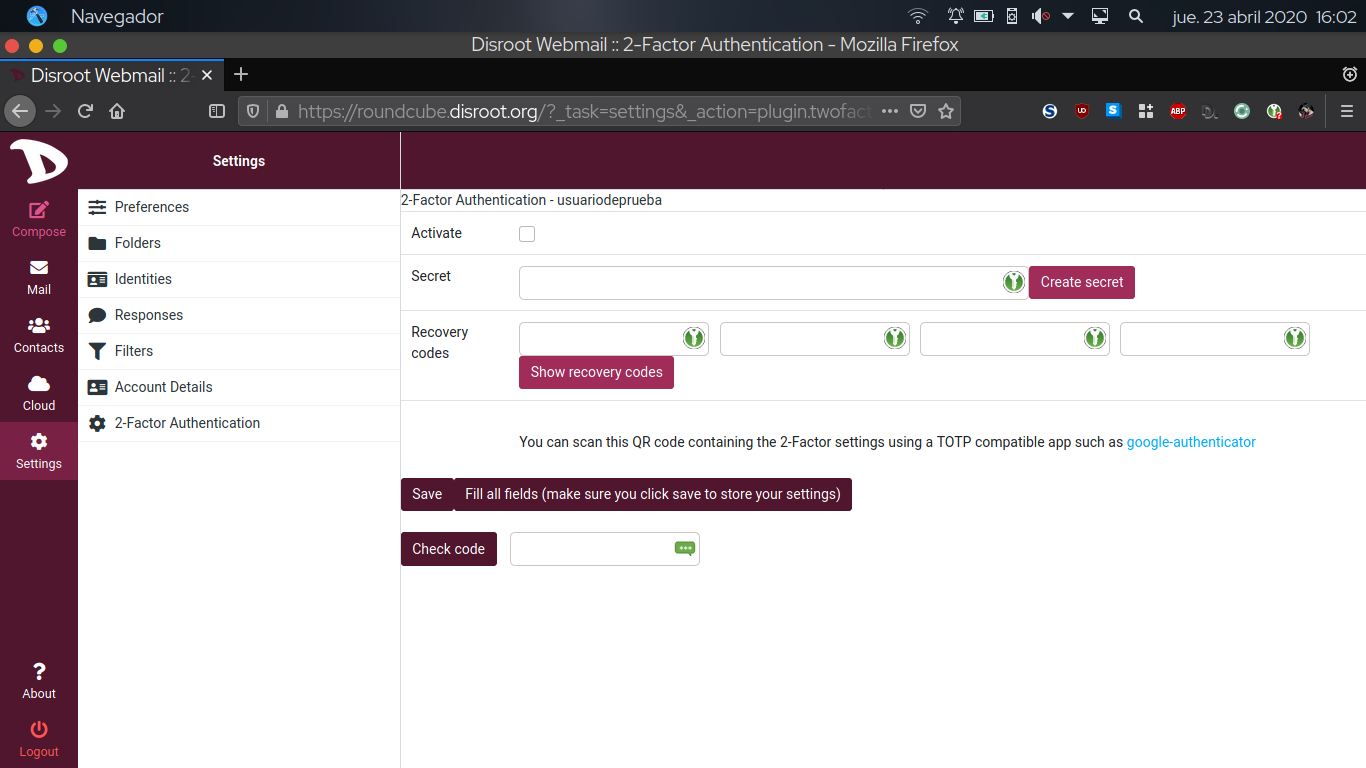 Navegador
jue. 23 abril 2020 16:02
Disroot Webmail :: 2-Factor Authentication - Mozilla Firefox
Disroot Webmail :: 2-
https://roundcube.disroot.org/?_task=settings&_action=plugin.twofact
S
UD
S
ABP
D.
Settings
Compose
Mail
Contacts
Cloud
Settings
About
Logout
Preferences
Folders
Identities
Responses
Filters
Account Details
2-Factor Authentication
2-Factor Authentication - usuariodeprueba
Activate
Secret
Create secret
Recovery
codes
Show recovery codes
You can scan this QR code containing the 2-Factor settings using a TOTP compatible app such as google-authenticator
Save
Fill all fields (make sure you click save to store your settings)
Check code